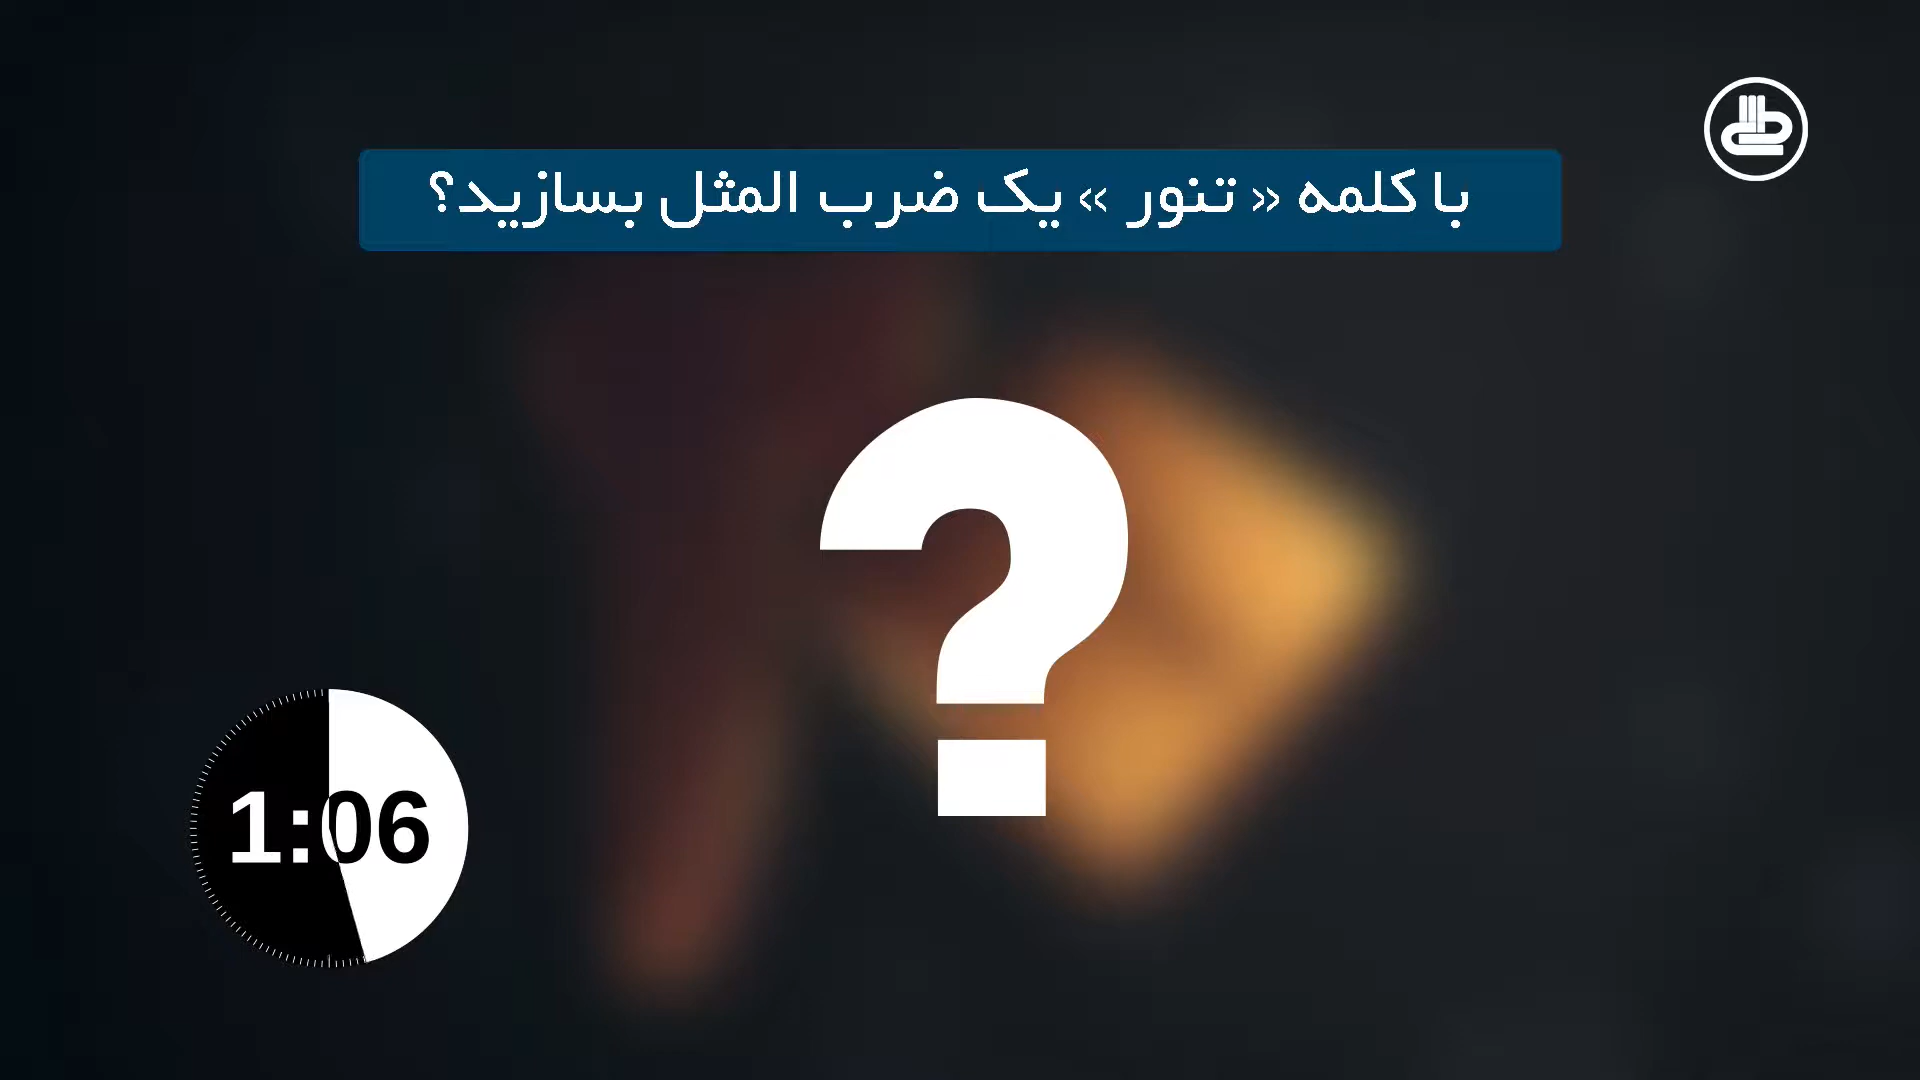 با کلمه « تنور » یک ضرب المثل بسازید؟
?
1:06